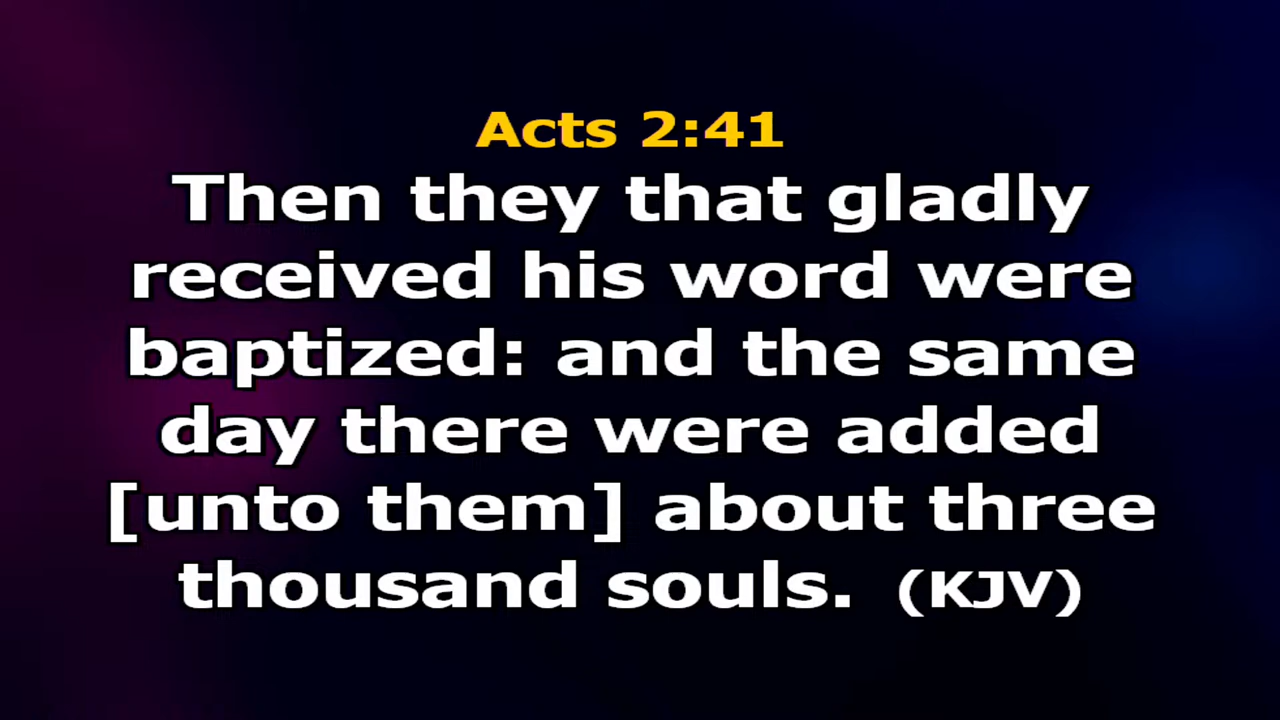 Acts 2:41
Then they that gladly
received his word were
baptized: and the same
day there were added
[unto them] about three
thousand souls. (KJV)